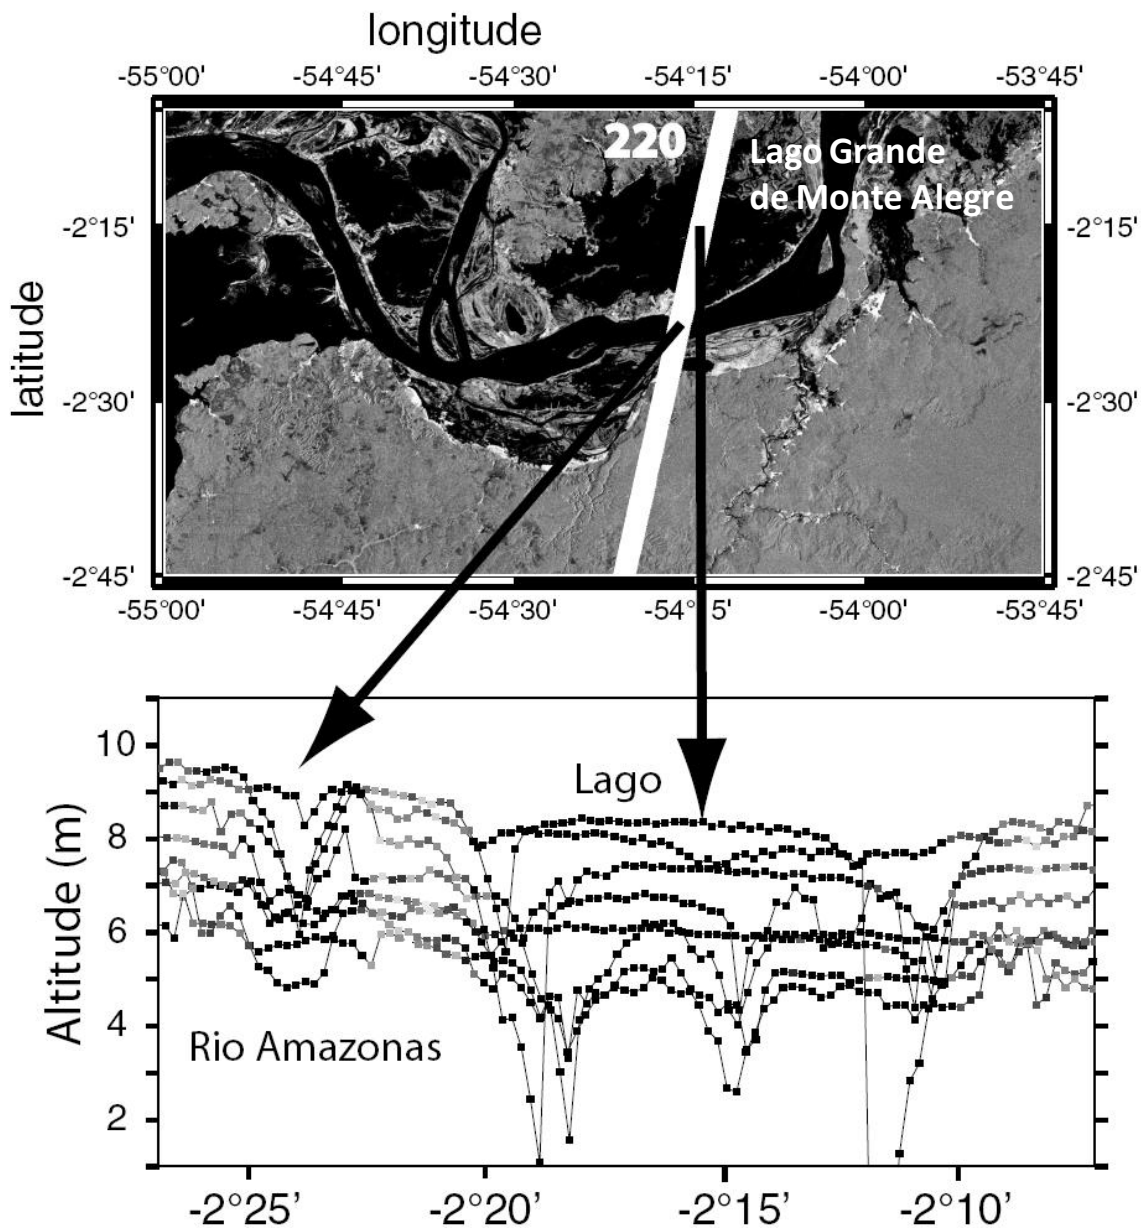 longitude
-55°00' -54°45' -54°30' -54°15' -54°00' -53°45'
220
Lago Grande
de Monte Alegre
latitude
-2°15' -2°15'
-2°30' -2°30'
-2°45' -2°45'
-55°00' -54°45' -54°30' -54°15' -54°00' -53°45'
10
Lago
8
Altitude (m)
6
4
Rio Amazonas
2
-2°25’ -2°20’ -2°15’ -2°10’